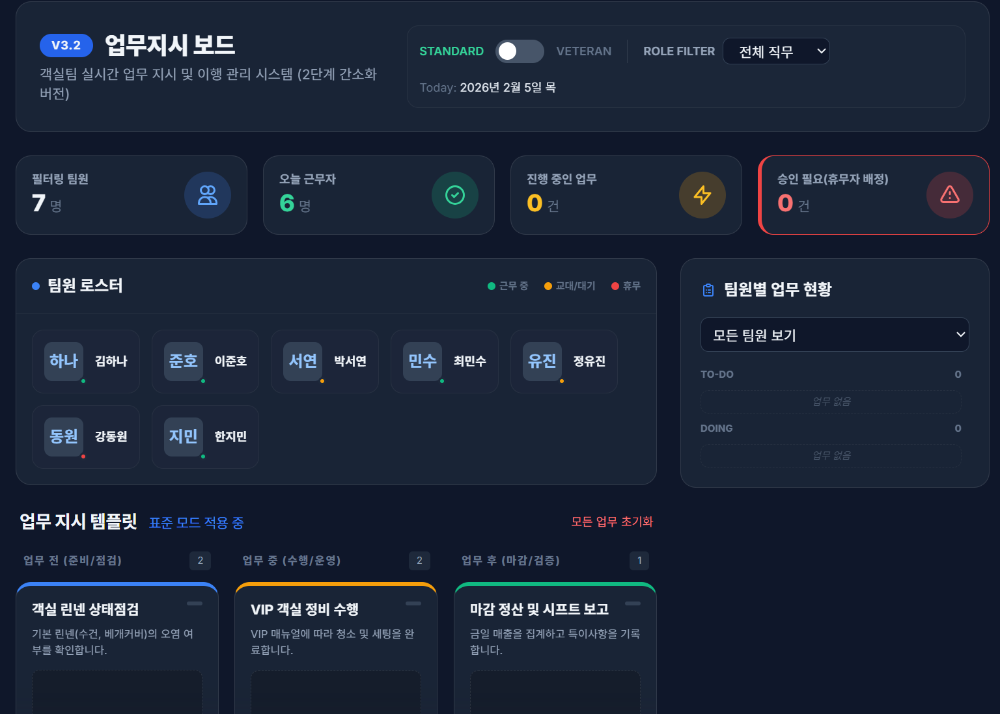 V3.2 업무지시 보드
객실팀 실시간 업무 지시 및 이행 관리 시스템 (2단계 간소화
버전)
STANDARD VETERAN ROLE FILTER 전체 직무
Today: 2026년 2월 5일 목
필터링 팀원
7 명
오늘 근무자
6 명
진행 중인 업무
0 건
승인 필요(휴무자 배정)
0 건
팀원 로스터
근무 중 교대/대기 휴무
하나 김하나
준호 이준호
서연 박서연
민수 최민수
유진 정유진
동원 강동원
지민 한지민
팀원별 업무 현황
모든 팀원 보기
TO-DO 0
업무 없음
DOING 0
업무 없음
업무 지시 템플릿 표준 모드 적용 중
모든 업무 초기화
업무 전 (준비/점검) 2
객실 린넨 상태점검
기본 린넨(수건, 베개커버)의 오염 여
부를 확인합니다.
업무 중 (수행/운영) 2
VIP 객실 정비 수행
VIP 매뉴얼에 따라 청소 및 세팅을 완
료합니다.
업무 후 (마감/검증) 1
마감 정산 및 시프트 보고
금일 매출을 집계하고 특이사항을 기록
합니다.